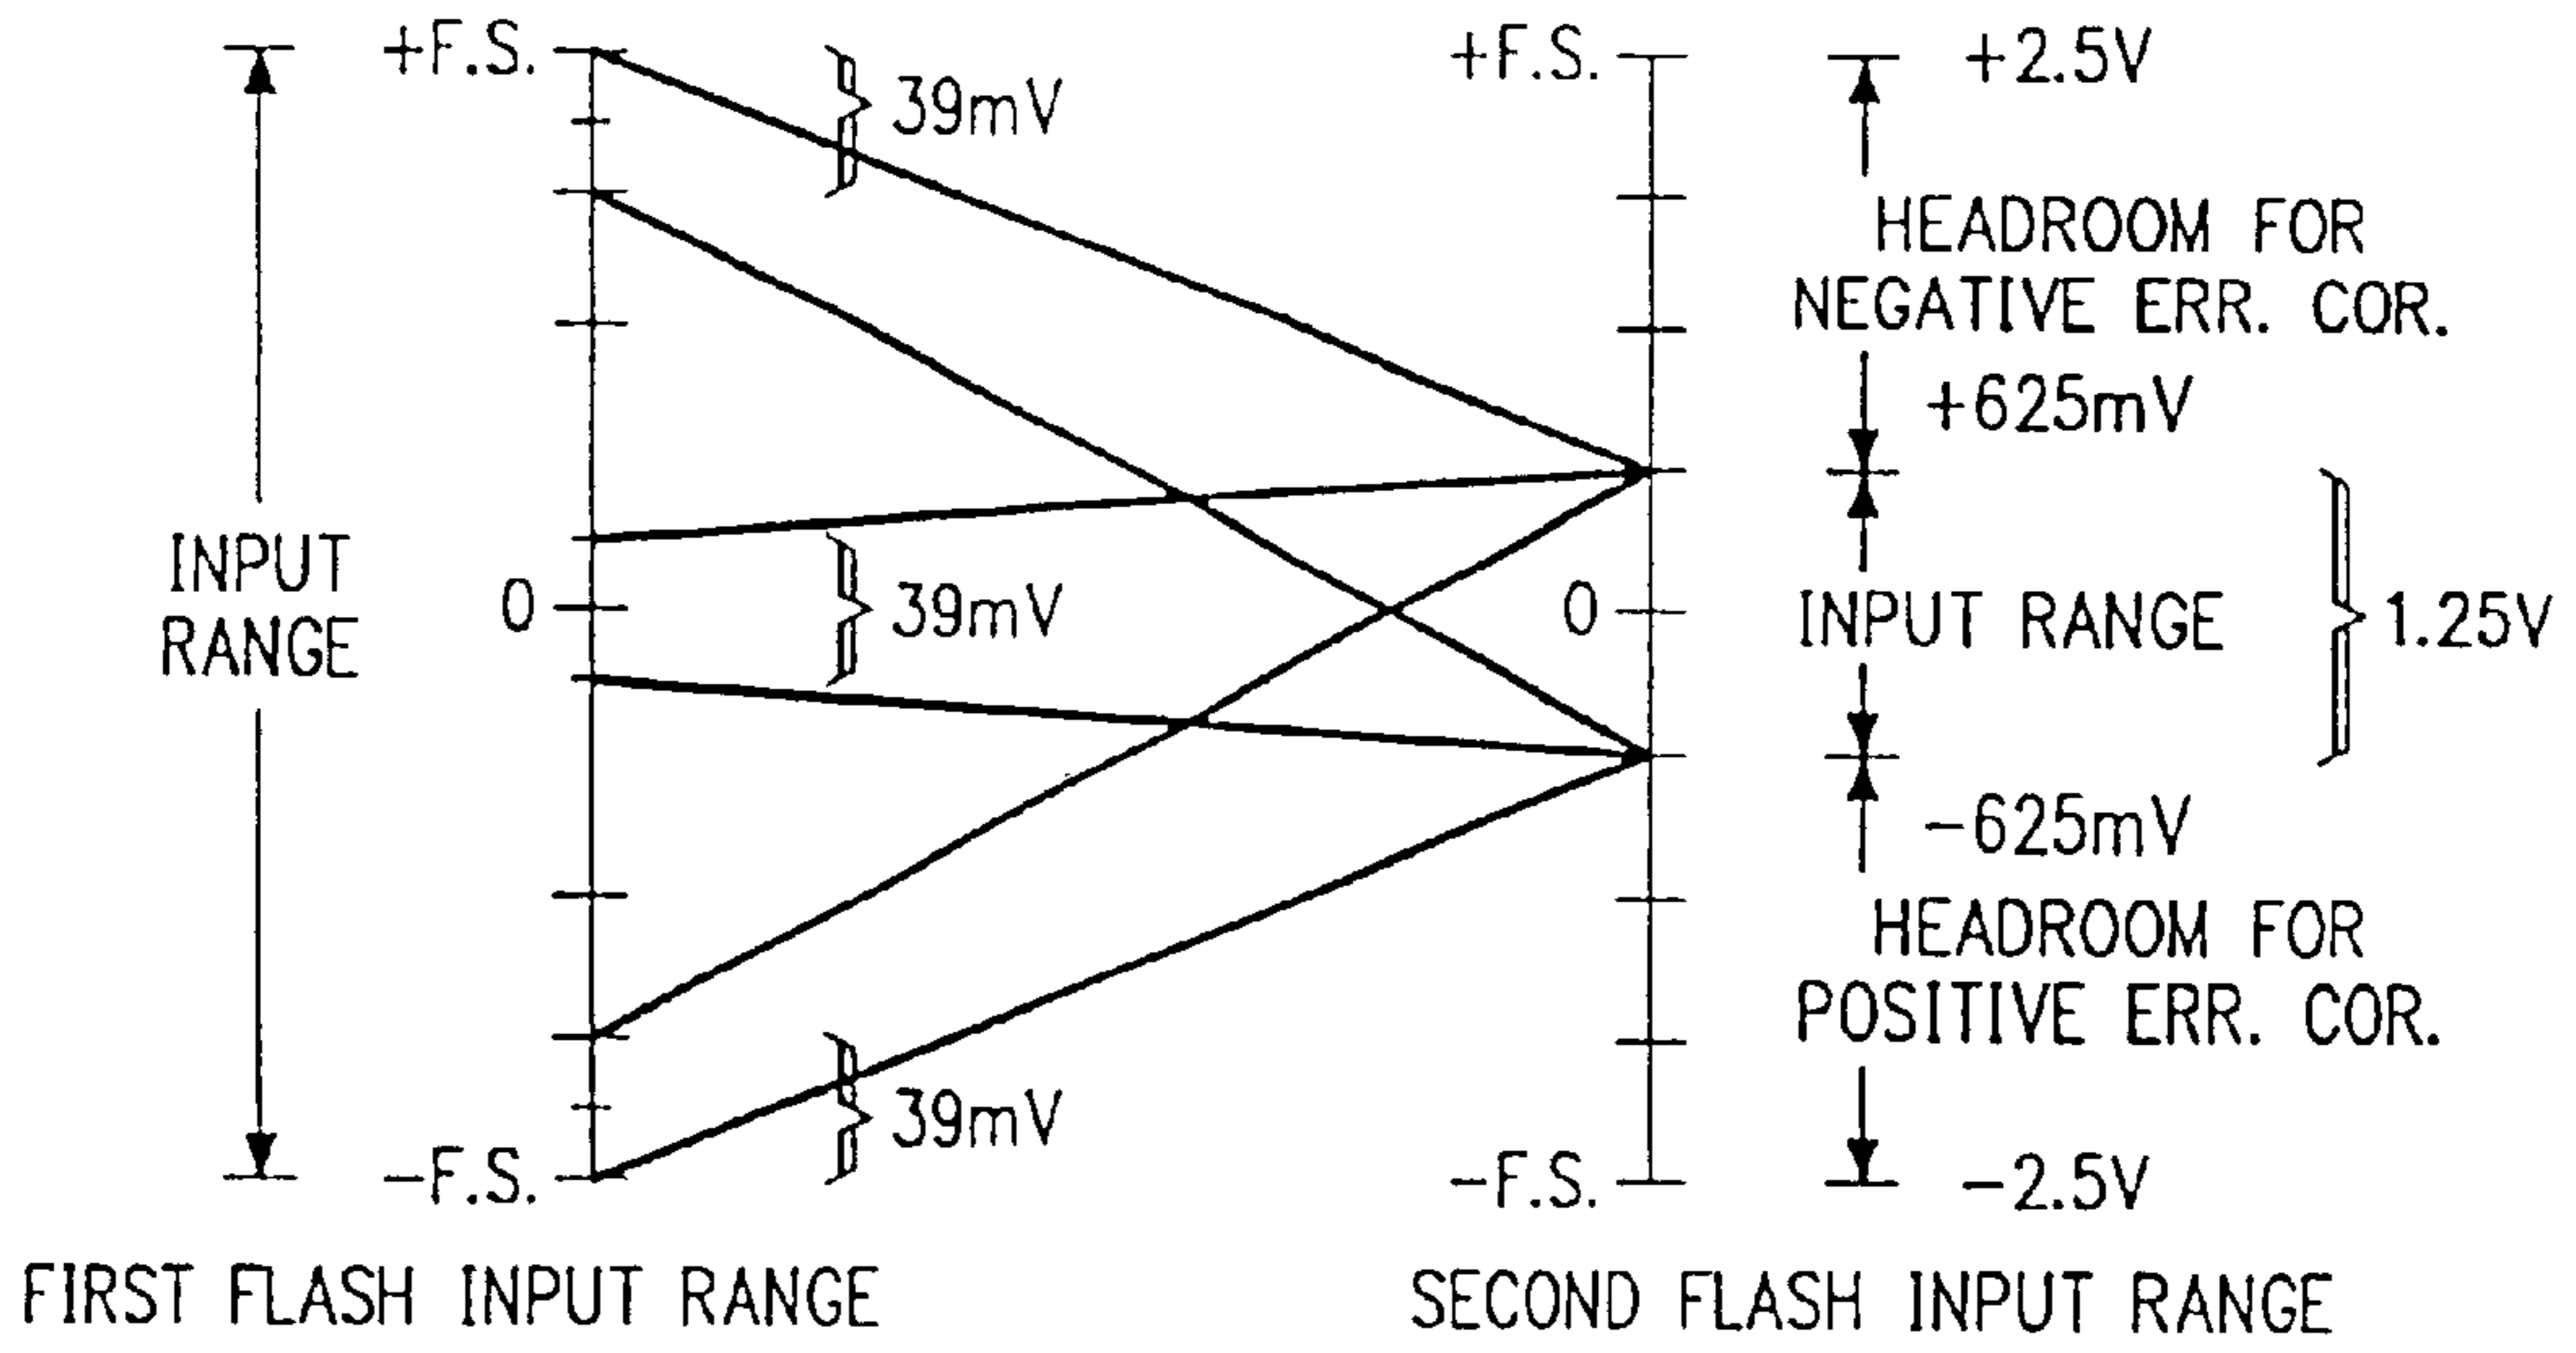 +F.S.
39mV
INPUT
RANGE
0
39mV
39mV
-F.S.
FIRST FLASH INPUT RANGE
+F.S.
+2.5V
HEADROOM FOR
NEGATIVE ERR. COR.
+625mV
0
INPUT RANGE
1.25V
-625mV
HEADROOM FOR
POSITIVE ERR. COR.
-F.S.
-2.5V
SECOND FLASH INPUT RANGE